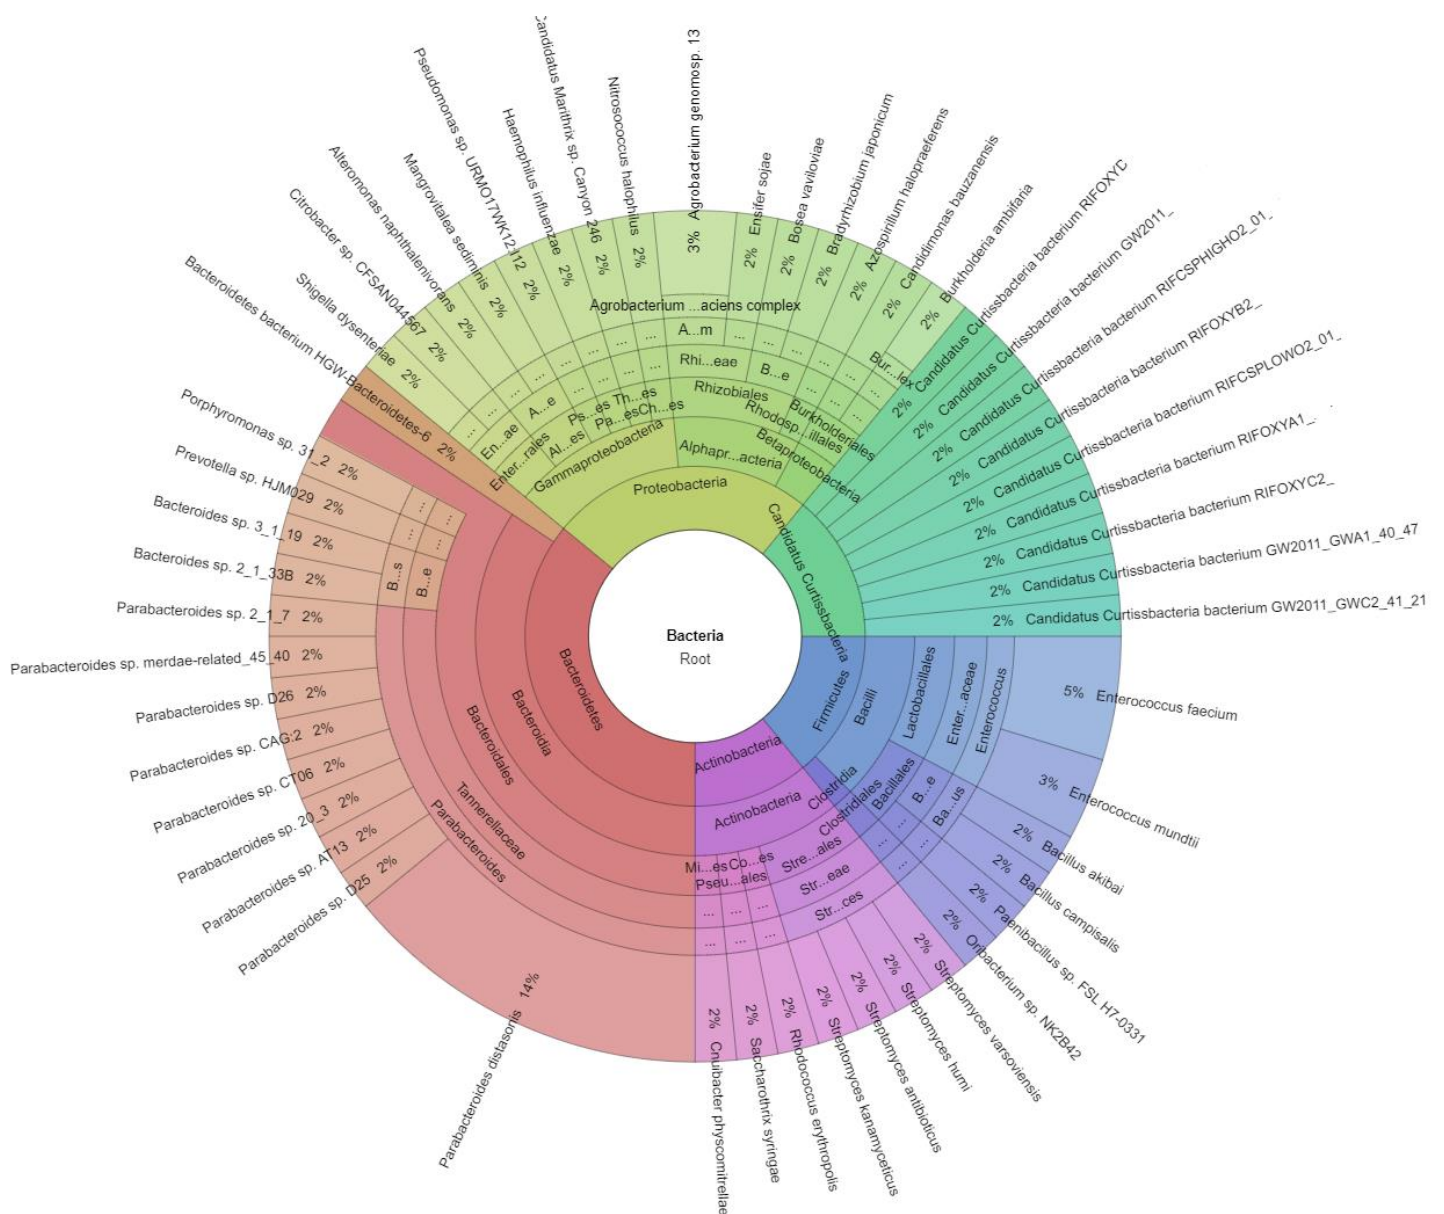 Bacteria
Root
Bacteroidetes
Bacteroidia
Bacteroidales
Tannerellaceae
Parabacteroides
B...s
B...e
...
...
...
...
Proteobacteria
Gammaproteobacteria
Alphapr...acteria
Betaproteobacteria
Enter...rales
En...ae
A...e
Al...es
Ps...es
Pa...es
Th...es
Ch...es
Rhizobiales
Rhodosp...illales
Burkholderiales
Rhi...eae
B...e
A...m
Agrobacterium ...aciens complex
Bur...lex
Candidatus Curtissbacteria
Firmicutes
Bacilli
Lactobacillales
Enter...aceae
Enterococcus
Bacillales
B...e
Ba...us
Clostridia
Clostridiales
Actinobacteria
Actinobacteria
Mi...es
Co...es
Pseu...ales
Stre...ales
Str...eae
Str...ces
Bacteroidetes bacterium HGW-Bacteroidetes-6 2%
Shigella dysenteriae 2%
Citrobacter sp. CFSAN044567 2%
Alteromonas naphthalenivorans 2%
Mangrovitalea sediminis 2%
Pseudomonas sp. URMO17WK12:I12 2%
Haemophilus influenzae 2%
Candidatus Marithrix sp. Canyon 246 2%
Nitrosococcus halophilus 2%
3% Agrobacterium genomosp. 13
2% Ensifer sojae
2% Bosea vaviloviae
2% Bradyrhizobium japonicum
2% Azospirillum halopraeferens
2% Candidimonas bauzanensis
2% Burkholderia ambifaria
2% Candidatus Curtissbacteria bacterium RIFOXYD
2% Candidatus Curtissbacteria bacterium GW2011_
2% Candidatus Curtissbacteria bacterium RIFCSPHIGHO2_01_
2% Candidatus Curtissbacteria bacterium RIFOXYB2_
2% Candidatus Curtissbacteria bacterium RIFCSPLOWO2_01_
2% Candidatus Curtissbacteria bacterium RIFOXYA1_
2% Candidatus Curtissbacteria bacterium RIFOXYC2_
2% Candidatus Curtissbacteria bacterium GW2011_GWA1_40_47
2% Candidatus Curtissbacteria bacterium GW2011_GWC2_41_21
5% Enterococcus faecium
3% Enterococcus mundtii
2% Bacillus akibai
2% Bacillus campisalis
2% Paenibacillus sp. FSL H7-0331
2% Oribacterium sp. NK2B42
2% Streptomyces varsoviensis
2% Streptomyces humi
2% Streptomyces antibioticus
2% Streptomyces kanamyceticus
2% Rhodococcus erythropolis
2% Saccharothrix syringae
2% Cnuibacter physcomitrellae
Parabacteroides distasonis 14%
Parabacteroides sp. D25 2%
Parabacteroides sp. AT13 2%
Parabacteroides sp. 20_3 2%
Parabacteroides sp. CT06 2%
Parabacteroides sp. CAG:2 2%
Parabacteroides sp. D26 2%
Parabacteroides sp. merdae-related_45_40 2%
Parabacteroides sp. 2_1_7 2%
Bacteroides sp. 2_1_33B 2%
Bacteroides sp. 3_1_19 2%
Prevotella sp. HJM029 2%
Porphyromonas sp. 31_2 2%